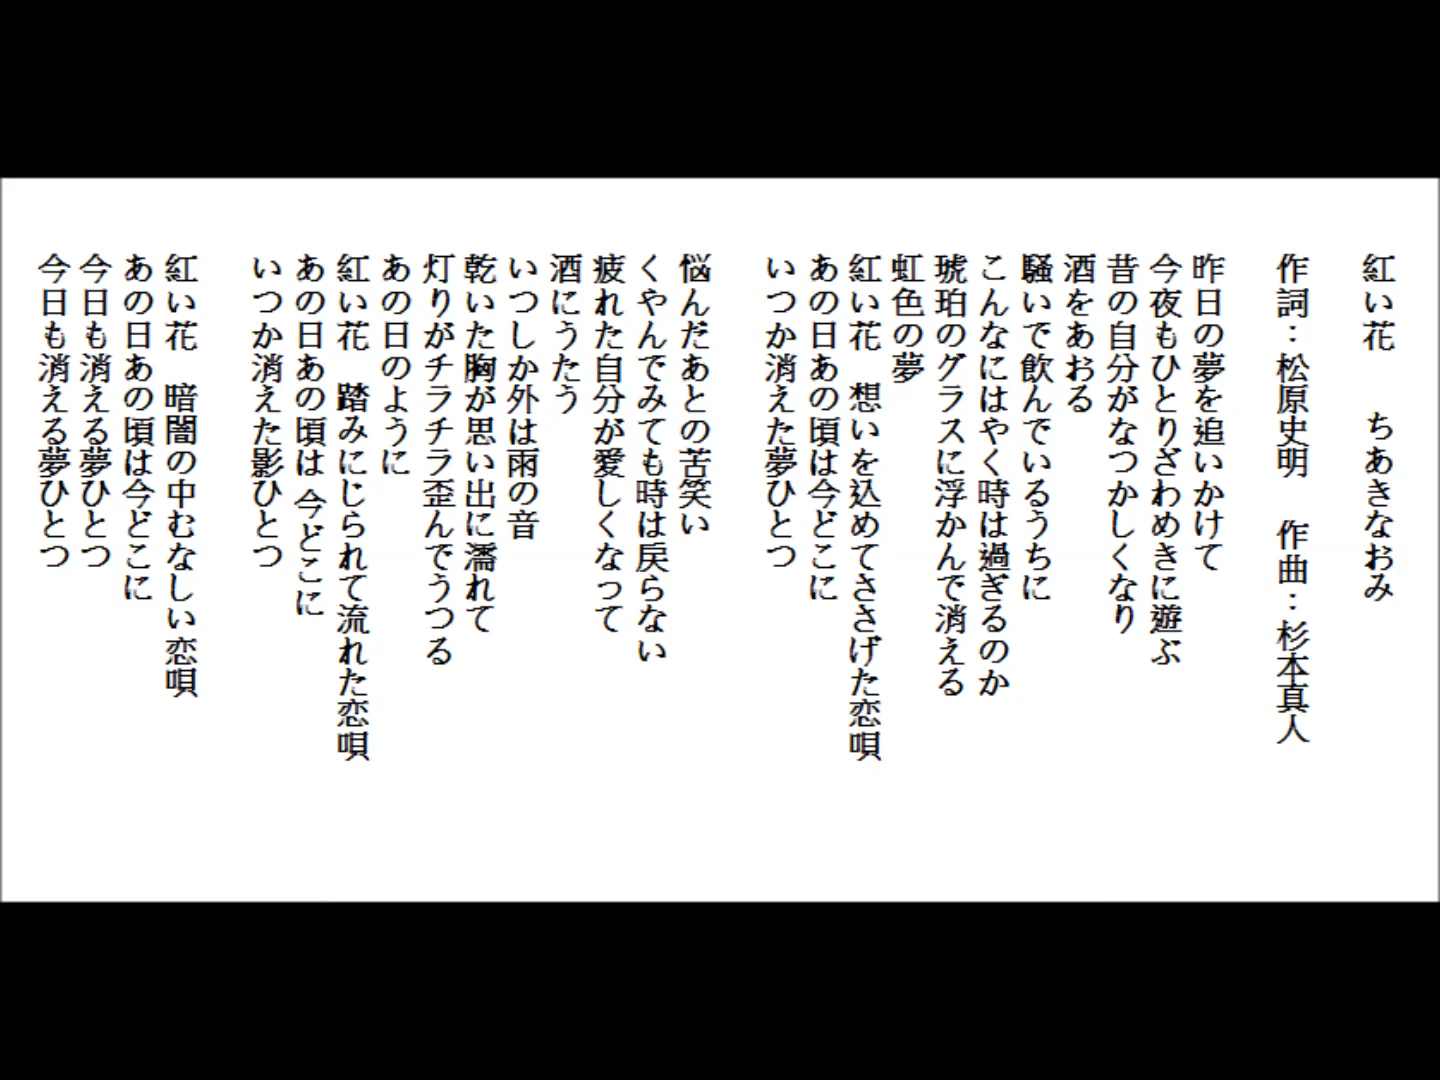 紅い花　　ちあきなおみ
作詞：松原史明　作曲：杉本真人
昨日の夢を追いかけて
今夜もひとりざわめきに遊ぶ
昔の自分がなつかしくなり
酒をあおる
騒いで飲んでいるうちに
こんなにはやく時は過ぎるのか
琥珀のグラスに浮かんで消える
虹色の夢
紅い花　想いを込めてささげた恋唄
あの日あの頃は今どこに
いつか消えた夢ひとつ
悩んだあとの苦笑い
くやんでみても時は戻らない
疲れた自分が愛しくなって
酒にうたう
いつしか外は雨の音
乾いた胸が思い出に濡れて
灯りがチラチラ歪んでうつる
あの日のように
紅い花　踏みにじられて流れた恋唄
あの日あの頃は 今どこに
いつか消えた影ひとつ
紅い花　暗闇の中むなしい恋唄
あの日あの頃は今どこに
今日も消える夢ひとつ
今日も消える夢ひとつ